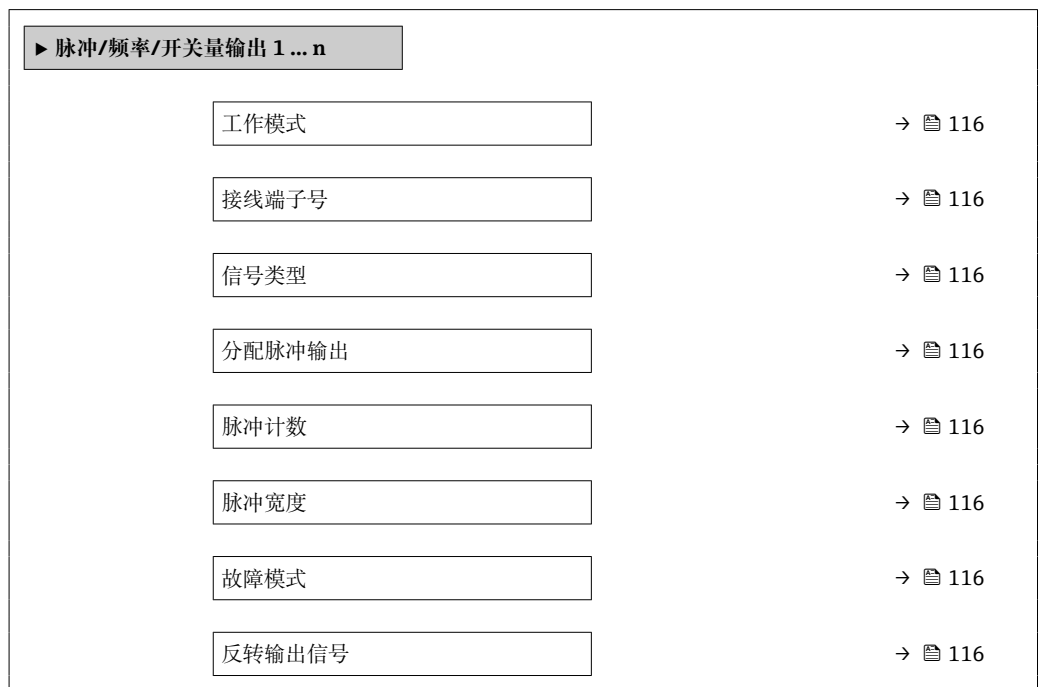 ▶ 脉冲/频率/开关量输出 1 ... n
工作模式 → 116
接线端子号 → 116
信号类型 → 116
分配脉冲输出 → 116
脉冲计数 → 116
脉冲宽度 → 116
故障模式 → 116
反转输出信号 → 116